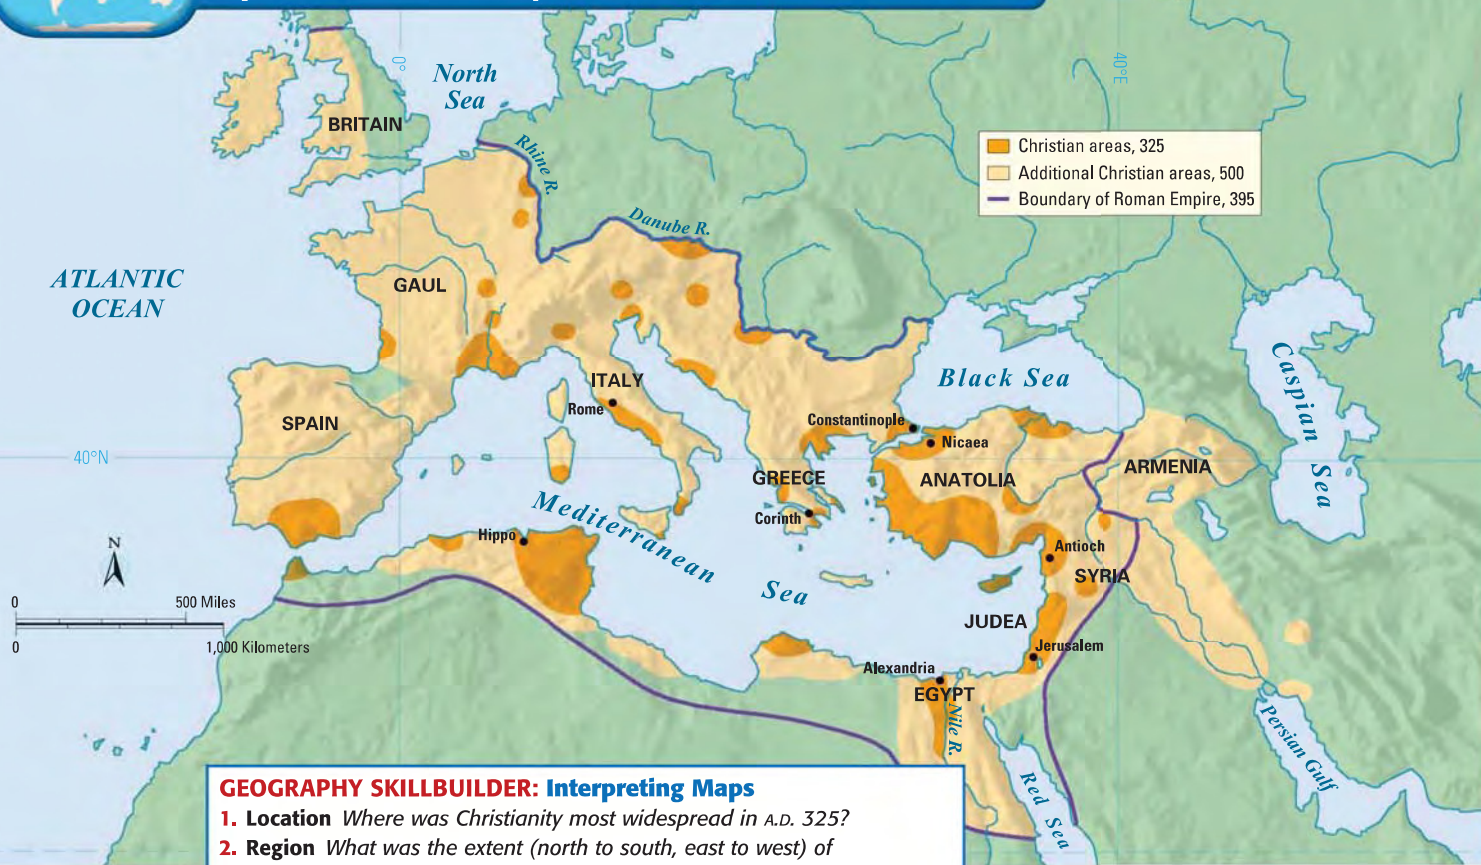 0°
40°E
North
Sea
BRITAIN
Rhine R.
Christian areas, 325
Additional Christian areas, 500
Boundary of Roman Empire, 395
Danube R.
ATLANTIC
OCEAN
GAUL
Caspian Sea
Black Sea
ITALY
Rome
SPAIN
Constantinople
Nicaea
40°N
ARMENIA
GREECE
ANATOLIA
Corinth
Mediterranean Sea
Hippo
Antioch
SYRIA
N
0 500 Miles
0 1,000 Kilometers
JUDEA
Jerusalem
Alexandria
EGYPT
Nile R.
Persian Gulf
Red Sea
GEOGRAPHY SKILLBUILDER: Interpreting Maps
1. Location Where was Christianity most widespread in A.D. 325?
2. Region What was the extent (north to south, east to west) of